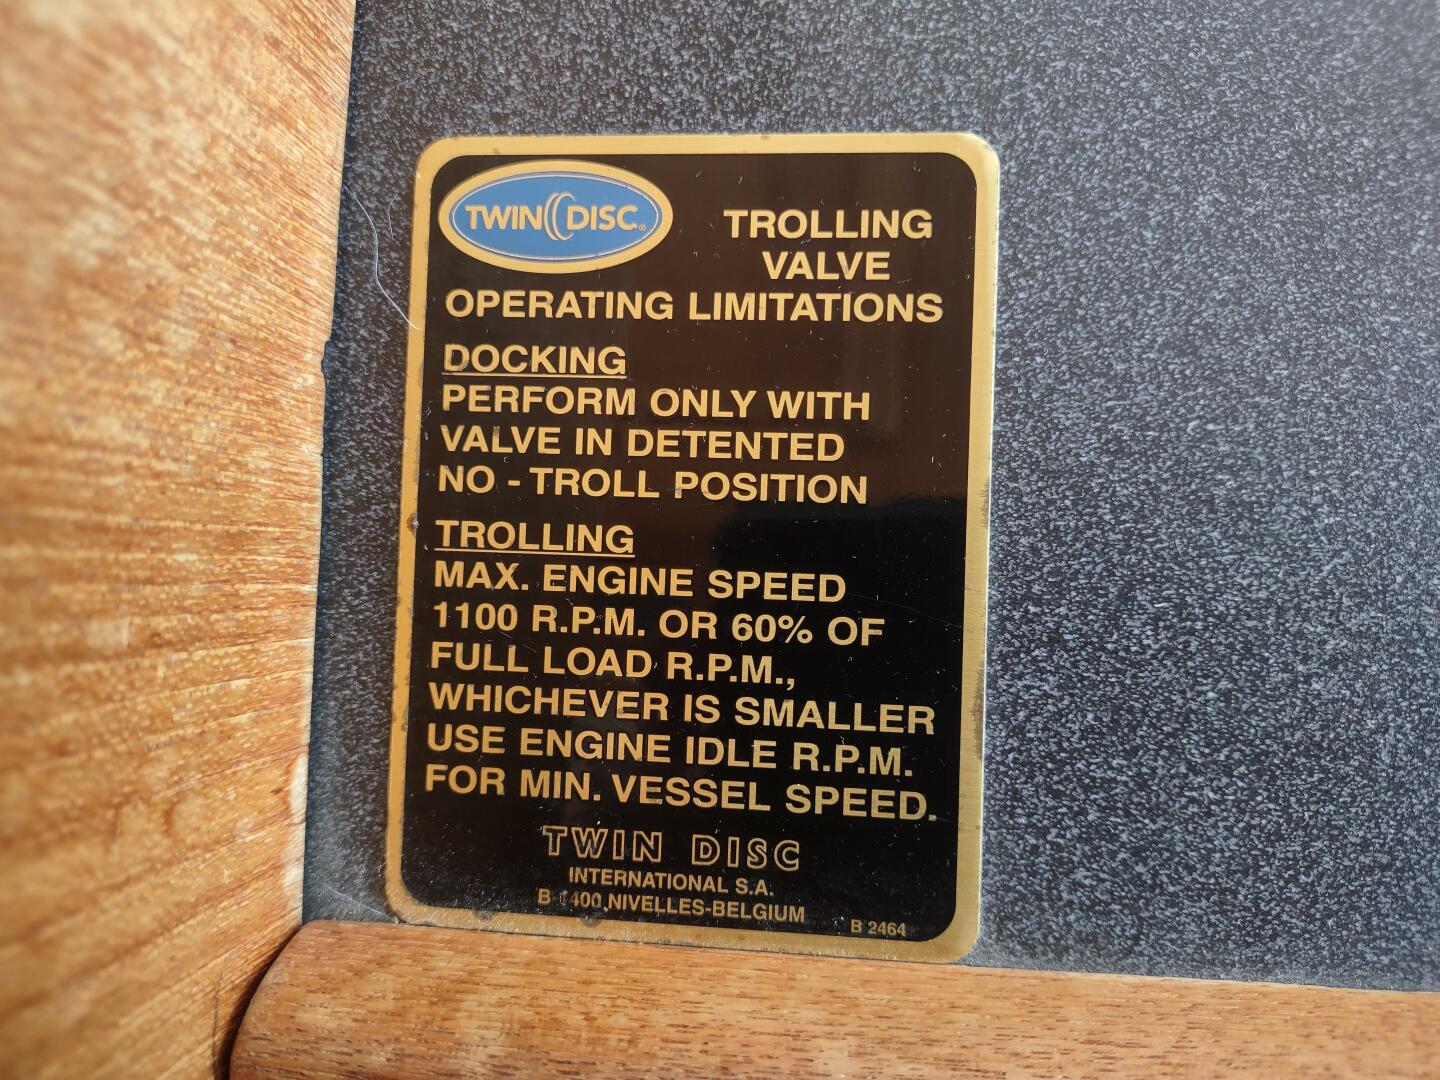 TWIN DISC®
TROLLING
VALVE
OPERATING LIMITATIONS
DOCKING
PERFORM ONLY WITH
VALVE IN DETENTED
NO - TROLL POSITION
TROLLING
MAX. ENGINE SPEED
1100 R.P.M. OR 60% OF
FULL LOAD R.P.M.,
WHICHEVER IS SMALLER
USE ENGINE IDLE R.P.M.
FOR MIN. VESSEL SPEED.
TWIN DISC
INTERNATIONAL S.A.
B 1400 NIVELLES-BELGIUM
B 2464